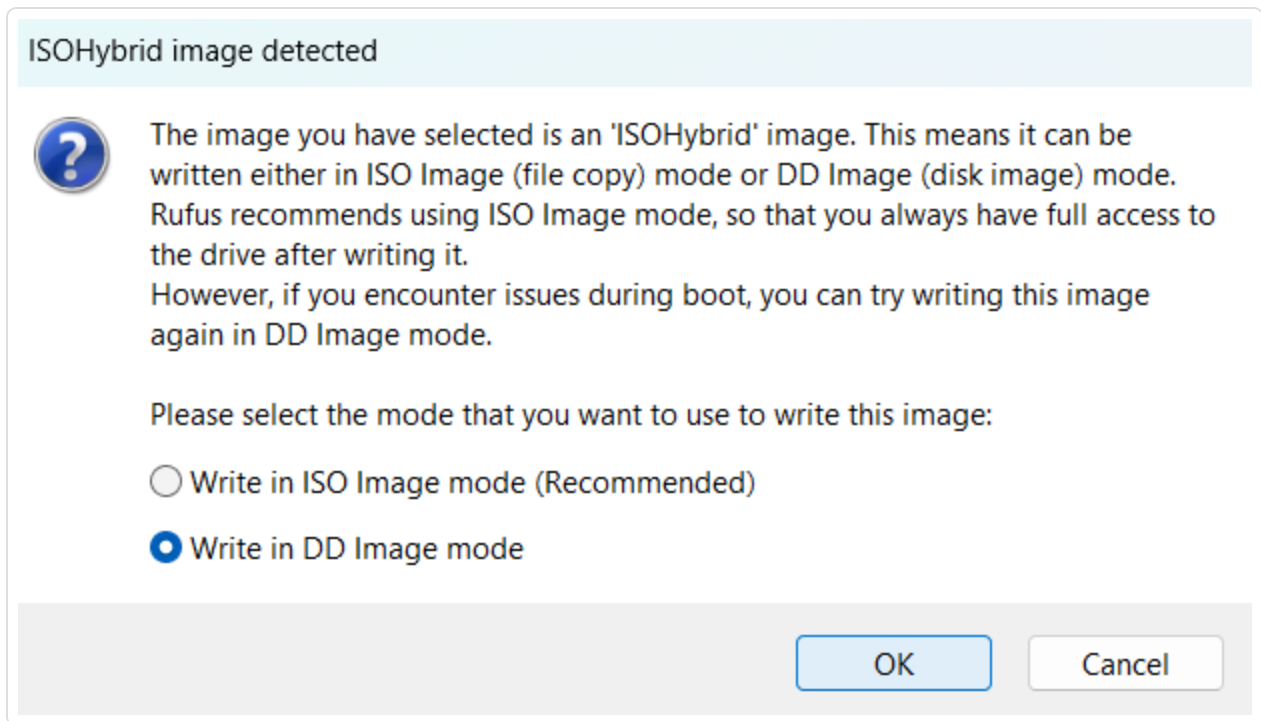 ISOHybrid image detected
The image you have selected is an 'ISOHybrid' image. This means it can be
written either in ISO Image (file copy) mode or DD Image (disk image) mode.
Rufus recommends using ISO Image mode, so that you always have full access to
the drive after writing it.
However, if you encounter issues during boot, you can try writing this image
again in DD Image mode.
Please select the mode that you want to use to write this image:
Write in ISO Image mode (Recommended)
Write in DD Image mode
OK
Cancel